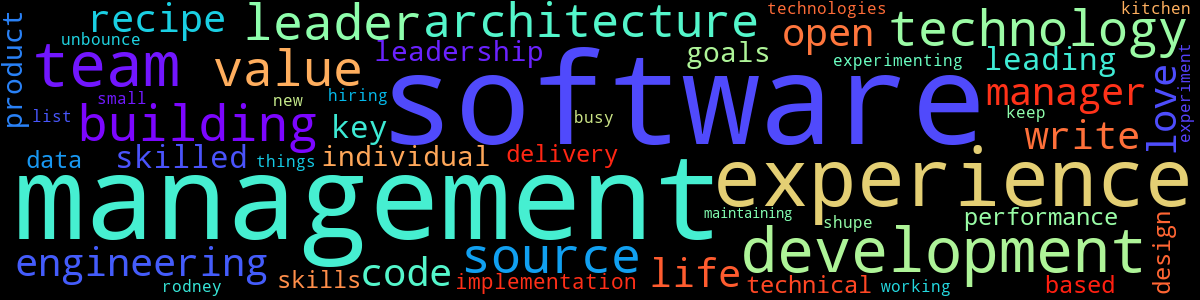 technologies
kitchen
recipe
leader
architecture
open
technology
product
unbounce
team
leadership
goals
value
experimenting
leading
software
experiment
love
small
new
hiring
manager
list
building
key
busy
keep
write
data
skilled
things
individual
delivery
experience
management
maintaining
shupe
performance
design
engineering
source
development
code
life
skills
implementation
technical
working
based
rodney